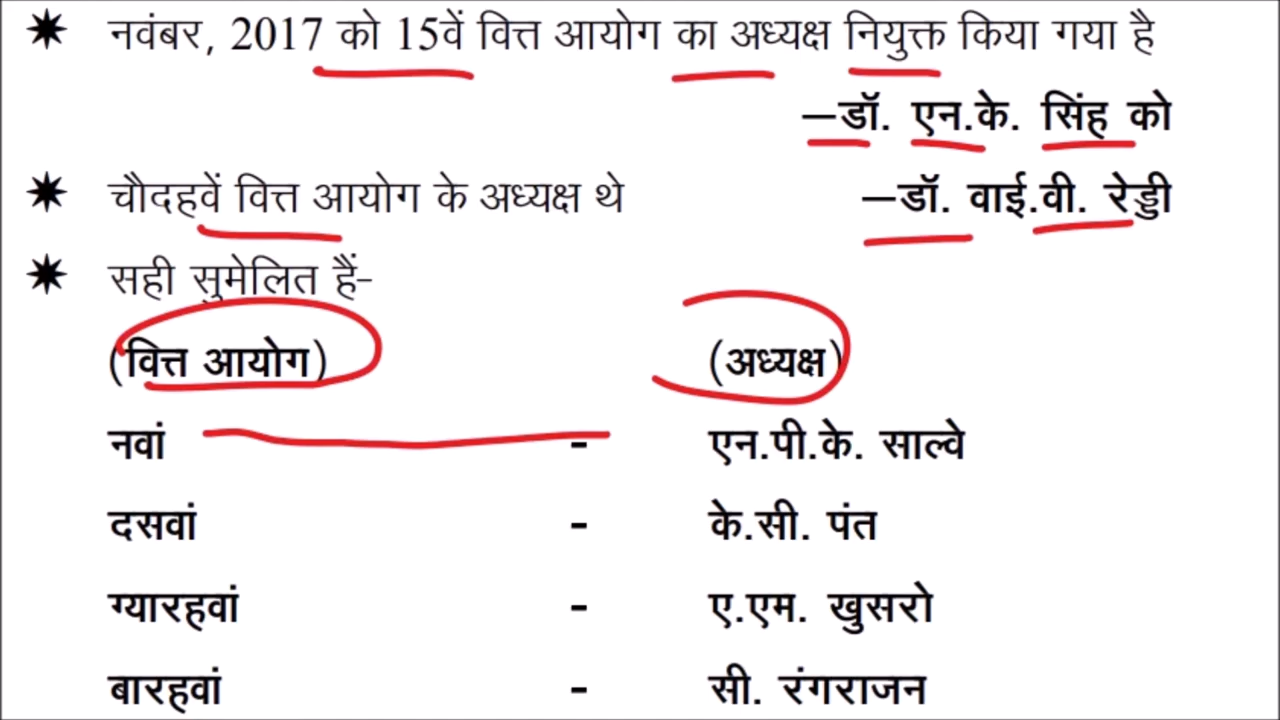 ✷ नवंबर, 2017 को 15वें वित्त आयोग का अध्यक्ष नियुक्त किया गया है
–डॉ. एन.के. सिंह को
✷ चौदहवें वित्त आयोग के अध्यक्ष थे –डॉ. वाई.वी. रेड्डी
✷ सही सुमेलित हैं-
(वित्त आयोग) (अध्यक्ष)
नवां - एन.पी.के. साल्वे
दसवां - के.सी. पंत
ग्यारहवां - ए.एम. खुसरो
बारहवां - सी. रंगराजन